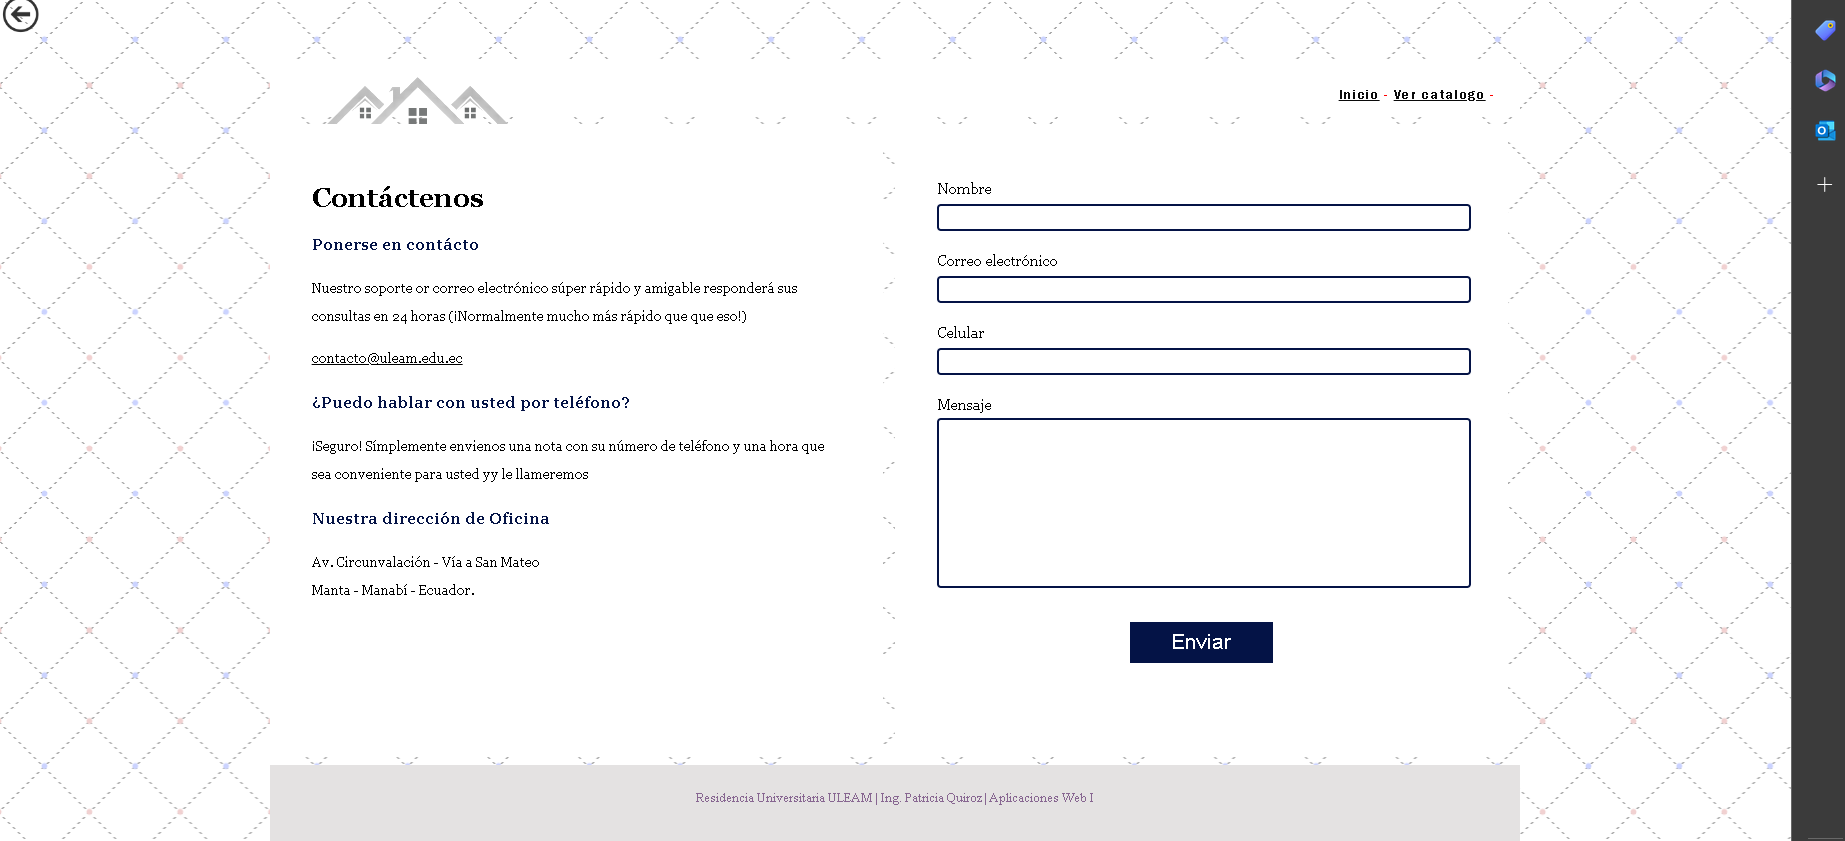 Inicio - Ver catalogo -
Contáctenos
Ponerse en contácto
Nuestro soporte or correo electrónico súper rápido y amigable responderá sus
consultas en 24 horas (¡Normalmente mucho más rápido que que eso!)
contacto@uleam.edu.ec
¿Puedo hablar con usted por teléfono?
¡Seguro! Símplemente envienos una nota con su número de teléfono y una hora que
sea conveniente para usted yy le llameremos
Nuestra dirección de Oficina
Av. Circunvalación - Vía a San Mateo
Manta - Manabí - Ecuador.
Nombre
Correo electrónico
Celular
Mensaje
Enviar
Residencia Universitaria ULEAM | Ing. Patricia Quiroz| Aplicaciones Web I